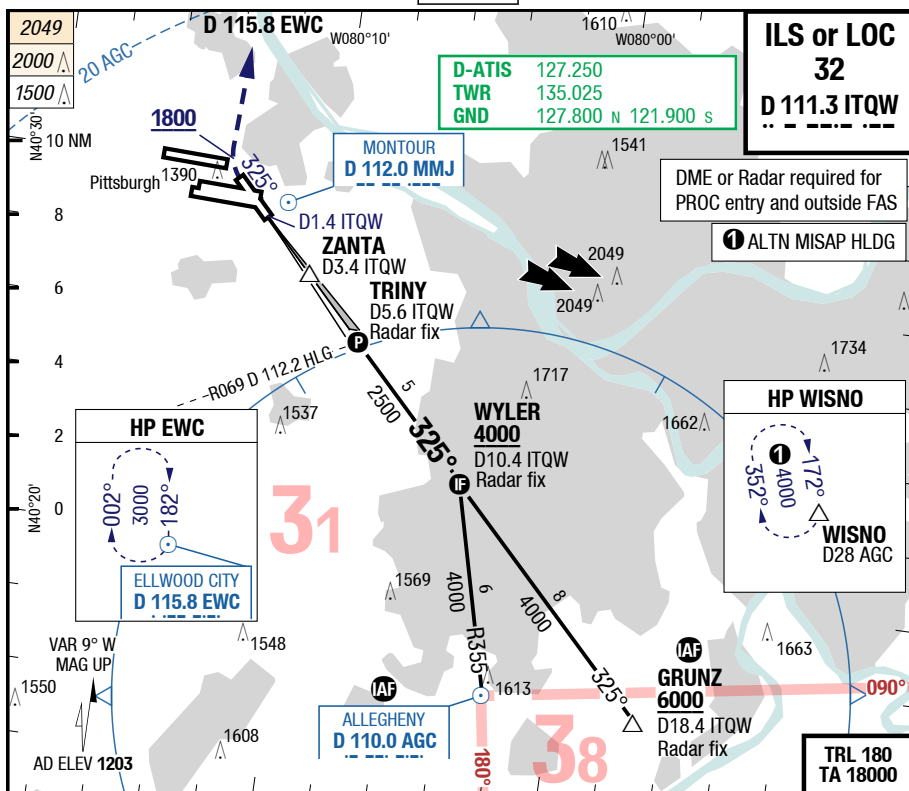 2049
2000
1500
20 AGC
D 115.8 EWC
W080°10'
1610
W080°00'
ILS or LOC
32
D 111.3 ITQW
D-ATIS 127.250
TWR 135.025
GND 127.800 N 121.900 S
N40°30'
10 NM
1800
325°
Pittsburgh
1390
MONTOUR
D 112.0 MMJ
1541
DME or Radar required for
PROC entry and outside FAS
1 ALTN MISAP HLDG
8
D1.4 ITQW
ZANTA
D3.4 ITQW
6
TRINY
D5.6 ITQW
Radar fix
P
2049
2049
4
R069 D 112.2 HLG
5
2500
325°
1717
1734
1537
1662
2
WYLER
4000
D10.4 ITQW
Radar fix
IF
HP EWC
002°
3000
182°
ELLWOOD CITY
D 115.8 EWC
HP WISNO
1
352°
4000
172°
WISNO
D28 AGC
N40°20'
0
31
1569
6
4000
R355
8
4000
325°
1548
1663
VAR 9° W
MAG UP
1550
1608
AD ELEV 1203
IAF
ALLEGHENY
D 110.0 AGC
1613
IAF
GRUNZ
6000
D18.4 ITQW
Radar fix
090°
180°
38
TRL 180
TA 18000